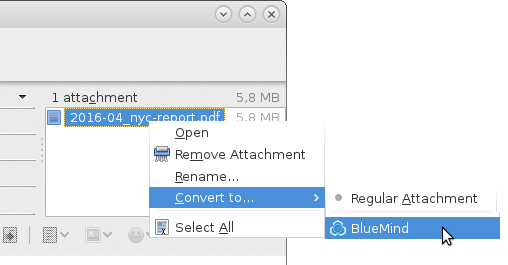 1 attachment 5,8 MB
2016-04_nyc-report.pdf 5,8 MB
Open
Remove Attachment
Rename...
Convert to...
Regular Attachment
Select All
BlueMind